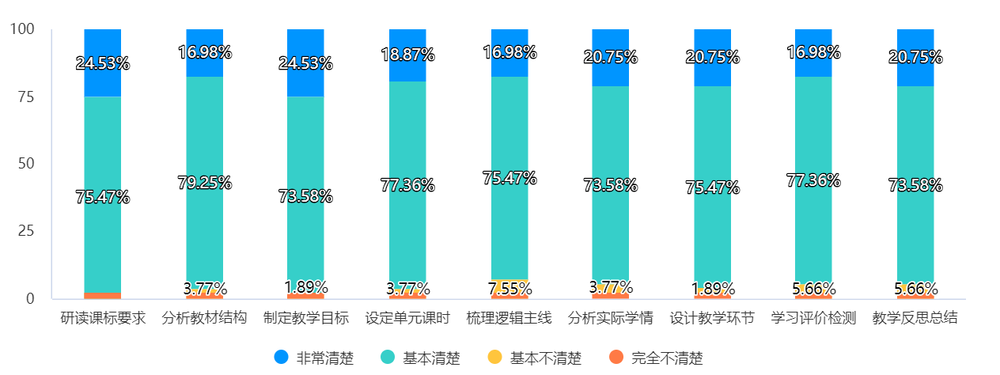 100
24.53% 16.98% 24.53% 18.87% 16.98% 20.75% 20.75% 16.98% 20.75%
75
50
75.47% 79.25% 73.58% 77.36% 75.47% 73.58% 75.47% 77.36% 73.58%
25
3.77% 1.89% 3.77% 7.55% 3.77% 1.89% 5.66% 5.66%
0
研读课标要求 分析教材结构 制定教学目标 设定单元课时 梳理逻辑主线 分析实际学情 设计教学环节 学习评价检测 教学反思总结
非常清楚 基本清楚 基本不清楚 完全不清楚